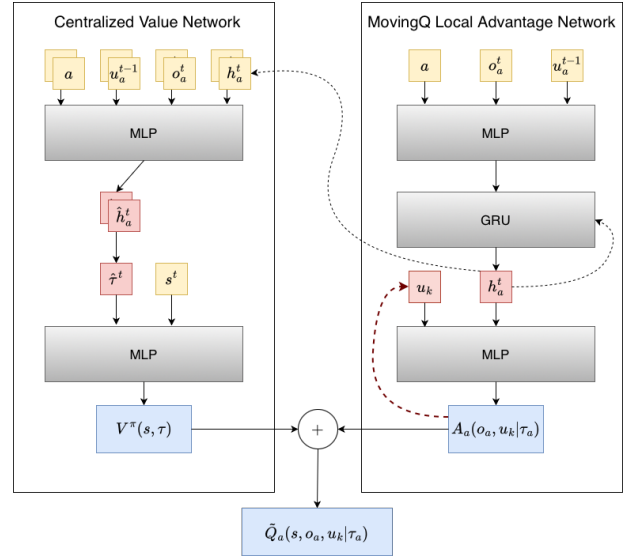 Centralized Value Network
MovingQ Local Advantage Network
a
u_a^{t-1}
o_a^t
h_a^t
a
o_a^t
u_a^{t-1}
MLP
MLP
ĥ_a^t
GRU
τ̂^t
s^t
u_k
h_a^t
MLP
MLP
V^π(s, τ)
+
A_a(o_a, u_k|τ_a)
Q̃_a(s, o_a, u_k|τ_a)